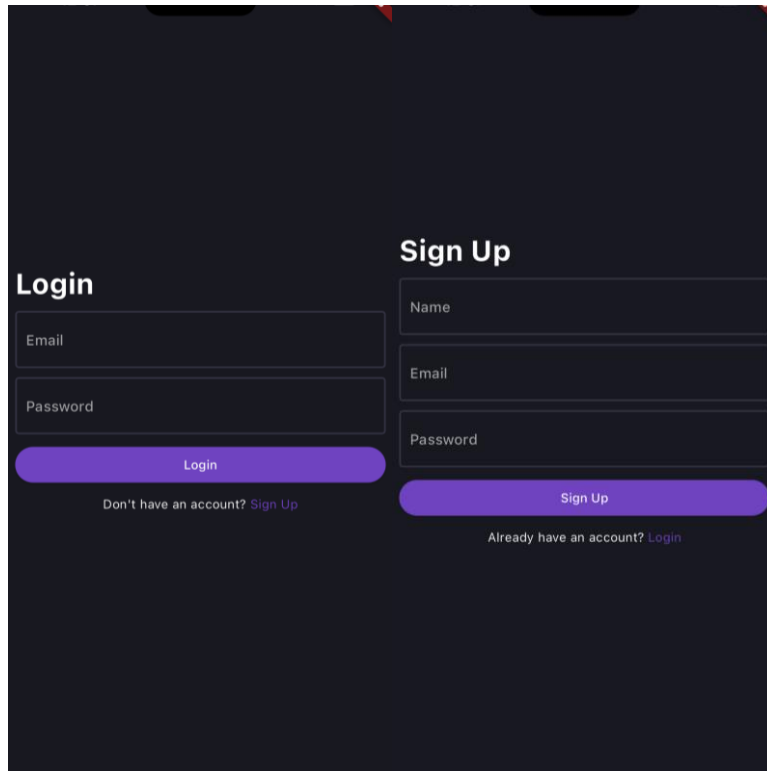 Login
Email
Password
Login
Don't have an account? Sign Up
Sign Up
Name
Email
Password
Sign Up
Already have an account? Login